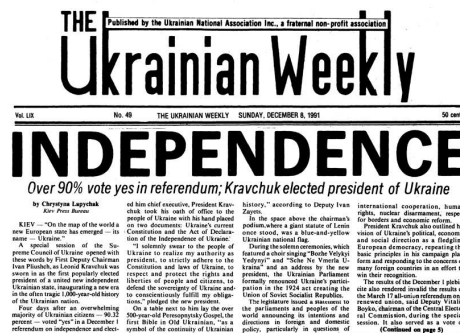 THE
Published by the Ukrainian National Association Inc., a fraternal non-profit association
Ukrainian Weekly
Vol. LIX No. 49 THE UKRAINIAN WEEKLY SUNDAY, DECEMBER 8, 1991 50 cent
INDEPENDENCE
Over 90% vote yes in referendum; Kravchuk elected president of Ukraine
by Chrystyna Lapychak
Kiev Press Bureau
KIEV — "On the map of the world a
new European state has emerged — its
name — Ukraine."
A special session of the Su-
preme Council of Ukraine opened with
these words by First Deputy Chairman
Ivan Pliushch, as Leonid Kravchuk was
sworn in as the first popularly elected
president of a united new independent
Ukrainian state, inaugurating a new era
in the often tragic 1,000-year-old history
of the Ukrainian nation.
Four days after an overwhelming
majority of Ukrainian citizens — 90.32
percent — voted "yes" in a December 1
referendum on independence and elect-
ed him chief executive, President Krav-
chuk took his oath of office to the
people of Ukraine with his hand placed
on two documents: Ukraine's current
Constitution and the Act of Declara-
tion of the Independence of Ukraine.
"I solemnly swear to the people of
Ukraine to realize my authority as
president, to strictly adhere to the
Constitution and laws of Ukraine, to
respect and protect the rights and
liberties of people and citizens, to
defend the sovereignty of Ukraine and
to conscientiously fulfill my obliga-
tions," pledged the new president.
On a table next to him lay the over
500-year-old Peresopnytsky Gospel, the
first Bible in Old Ukrainian, "as a
symbol of the continuity of Ukrainian
history," according to Deputy Ivan
Zayets.
In the space above the chairman's
podium, where a giant statue of Lenin
once stood, was a blue-and-yellow
Ukrainian national flag.
During the solemn ceremonies, which
featured a choir singing "Bozhe Velykyi
Yedynyi" and "Shche Ne Vmerla U-
kraina" and an address by the new
president, the Ukrainian Parliament
formally renounced Ukraine's partici-
pation in the 1924 act creating the
Union of Soviet Socialist Republics.
The legislature issued a statement to
the parliaments and peoples of the
world announcing its intentions and
directions in foreign and domestic
policy, particularly in questions of
international cooperation, human
rights, nuclear disarmament, respect
for borders and economic reform.
President Kravchuk also outlined his
vision of Ukraine's political, economic
and social direction as a fledgling
European democracy, repeating the
basic principles in his campaign plat-
form and responding to the concerns of
many foreign countries in an effort to
win their recognition.
The results of the December 1 plebis-
cite also rendered invalid the results of
the March 17 all-union referendum on a
renewed union, said Deputy Vitalii
Boyko, chairman of the Central Elector-
al Commission, during the special
session. It also served as a vote of
(Continued on page 5)